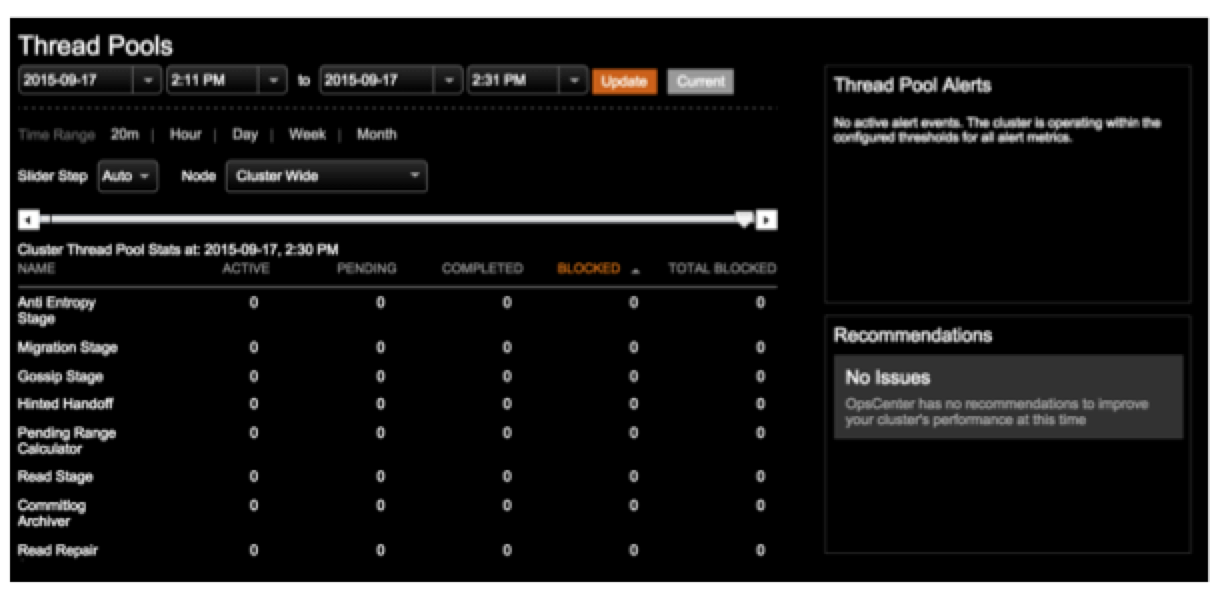 Thread Pools
2015-09-17 2:11 PM to 2015-09-17 2:31 PM Update Current
Time Range 20m | Hour | Day | Week | Month
Slider Step Auto Node Cluster Wide
Cluster Thread Pool Stats at: 2015-09-17, 2:30 PM
NAME ACTIVE PENDING COMPLETED BLOCKED TOTAL BLOCKED
Anti Entropy
Stage 0 0 0 0 0
Migration Stage 0 0 0 0 0
Gossip Stage 0 0 0 0 0
Hinted Handoff 0 0 0 0 0
Pending Range
Calculator 0 0 0 0 0
Read Stage 0 0 0 0 0
Commitlog
Archiver 0 0 0 0 0
Read Repair 0 0 0 0 0
Thread Pool Alerts
No active alert events. The cluster is operating within the
configured thresholds for all alert metrics.
Recommendations
No Issues
OpsCenter has no recommendations to improve
your cluster's performance at this time